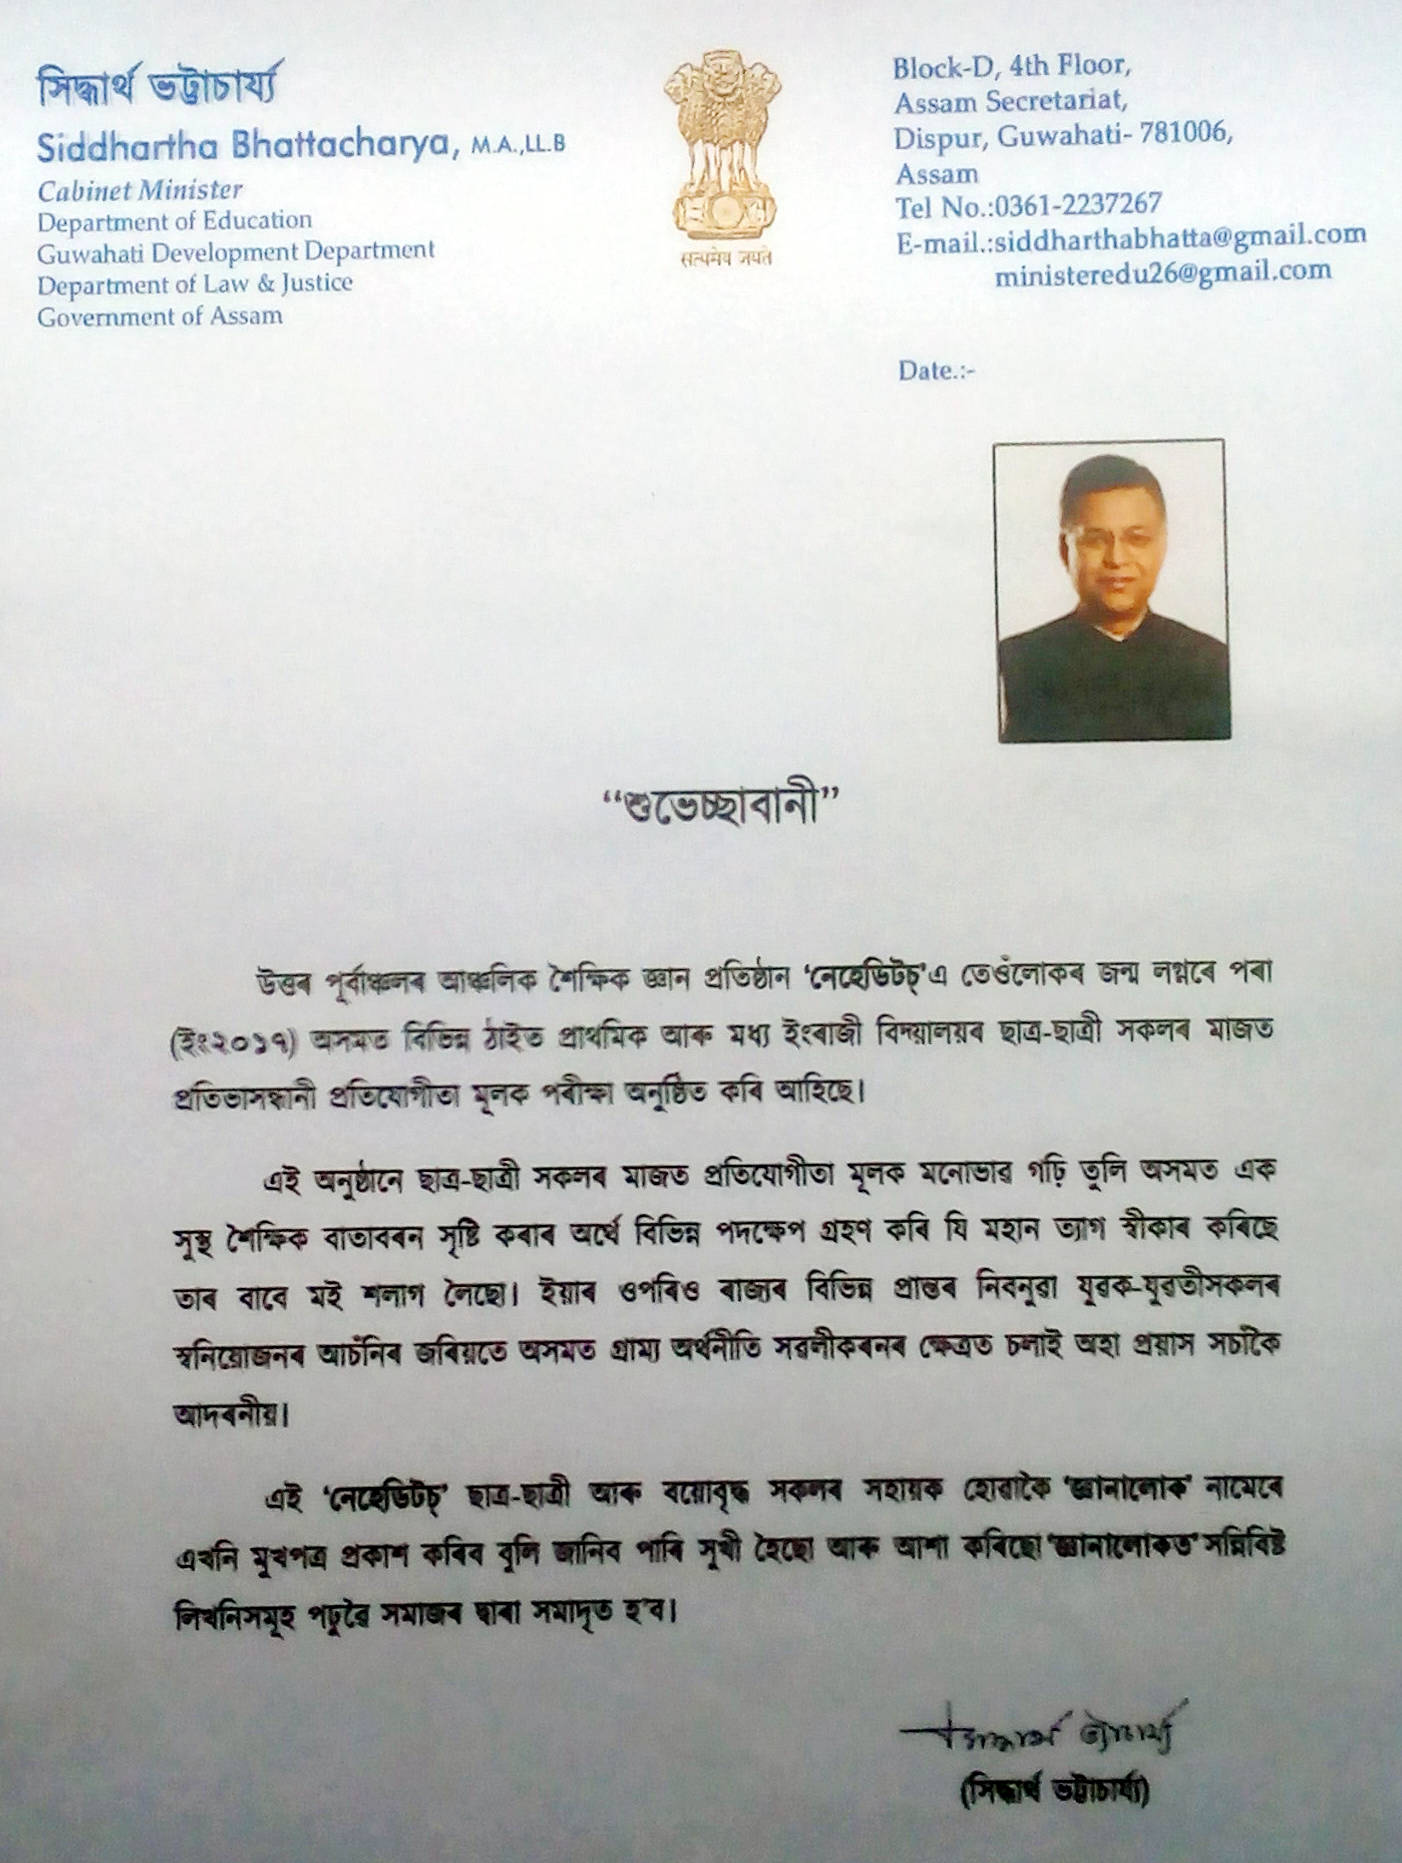 সিদ্ধাৰ্থ ভট্টাচাৰ্য্য
Siddhartha Bhattacharya, M.A.,LL.B
Cabinet Minister
Department of Education
Guwahati Development Department
Department of Law & Justice
Government of Assam
सत्यमेव जयते
Block-D, 4th Floor,
Assam Secretariat,
Dispur, Guwahati- 781006,
Assam
Tel No.:0361-2237267
E-mail.:siddharthabhatta@gmail.com
ministeredu26@gmail.com
Date.:-
“শুভেচ্ছাবানী”
উত্তৰ পূৰ্বাঞ্চলৰ আঞ্চলিক শৈক্ষিক জ্ঞান প্ৰতিষ্ঠান ‘নেহেডিটচ্’এ তেওঁলোকৰ জন্ম লগ্নৰে পৰা
(ইং২০১৭) অসমত বিভিন্ন ঠাইত প্ৰাথমিক আৰু মধ্য ইংৰাজী বিদ্যালয়ৰ ছাত্ৰ-ছাত্ৰী সকলৰ মাজত
প্ৰতিভাসন্ধানী প্ৰতিযোগীতা মূলক পৰীক্ষা অনুষ্ঠিত কৰি আহিছে।
এই অনুষ্ঠানে ছাত্ৰ-ছাত্ৰী সকলৰ মাজত প্ৰতিযোগীতা মূলক মনোভাৱ গঢ়ি তুলি অসমত এক
সুস্থ শৈক্ষিক বাতাবৰন সৃষ্টি কৰাৰ অৰ্থে বিভিন্ন পদক্ষেপ গ্ৰহণ কৰি যি মহান ত্যাগ স্বীকাৰ কৰিছে
তাৰ বাবে মই শলাগ লৈছো। ইয়াৰ ওপৰিও ৰাজ্যৰ বিভিন্ন প্ৰান্তৰ নিবনুৱা যুৱক-যুৱতীসকলৰ
স্বনিয়োজনৰ আচঁনিৰ জৰিয়তে অসমত গ্ৰাম্য অৰ্থনীতি সৱলীকৰনৰ ক্ষেত্ৰত চলাই অহা প্ৰয়াস সচাঁকৈ
আদৰনীয়।
এই ‘নেহেডিটচ্’ ছাত্ৰ-ছাত্ৰী আৰু বয়োবৃদ্ধ সকলৰ সহায়ক হোৱাকৈ ‘জ্ঞানালোক’ নামেৰে
এখনি মুখপত্ৰ প্ৰকাশ কৰিব বুলি জানিব পাৰি সুখী হৈছো আৰু আশা কৰিছো ‘জ্ঞানালোকত’ সন্নিবিষ্ট
লিখনিসমূহ পঢ়ুৱৈ সমাজৰ দ্বাৰা সমাদৃত হ’ব।
সিদ্ধাৰ্থ ভট্টাচাৰ্য্য
(সিদ্ধাৰ্থ ভট্টাচাৰ্য্য)